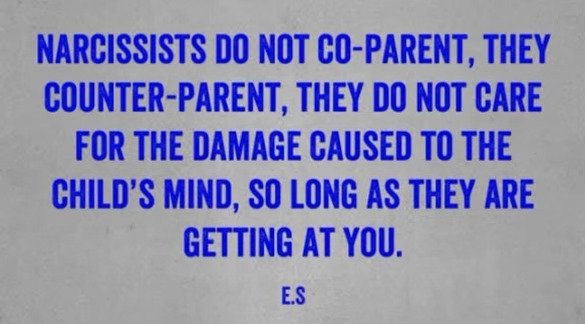 NARCISSISTS DO NOT CO-PARENT, THEY
COUNTER-PARENT, THEY DO NOT CARE
FOR THE DAMAGE CAUSED TO THE
CHILD'S MIND, SO LONG AS THEY ARE
GETTING AT YOU.
E.S